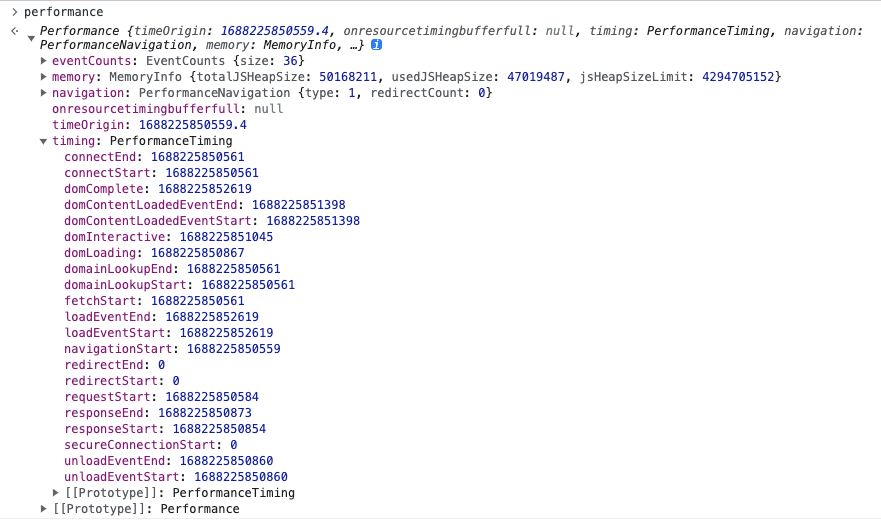 performance
Performance {timeOrigin: 1688225850559.4, onresourcetimingbufferfull: null, timing: PerformanceTiming, navigation:
PerformanceNavigation, memory: MemoryInfo, …} i
eventCounts: EventCounts {size: 36}
memory: MemoryInfo {totalJSHeapSize: 50168211, usedJSHeapSize: 47019487, jsHeapSizeLimit: 4294705152}
navigation: PerformanceNavigation {type: 1, redirectCount: 0}
onresourcetimingbufferfull: null
timeOrigin: 1688225850559.4
timing: PerformanceTiming
connectEnd: 1688225850561
connectStart: 1688225850561
domComplete: 1688225852619
domContentLoadedEventEnd: 1688225851398
domContentLoadedEventStart: 1688225851398
domInteractive: 1688225851045
domLoading: 1688225850867
domainLookupEnd: 1688225850561
domainLookupStart: 1688225850561
fetchStart: 1688225850561
loadEventEnd: 1688225852619
loadEventStart: 1688225852619
navigationStart: 1688225850559
redirectEnd: 0
redirectStart: 0
requestStart: 1688225850584
responseEnd: 1688225850873
responseStart: 1688225850854
secureConnectionStart: 0
unloadEventEnd: 1688225850860
unloadEventStart: 1688225850860
[[Prototype]]: PerformanceTiming
[[Prototype]]: Performance